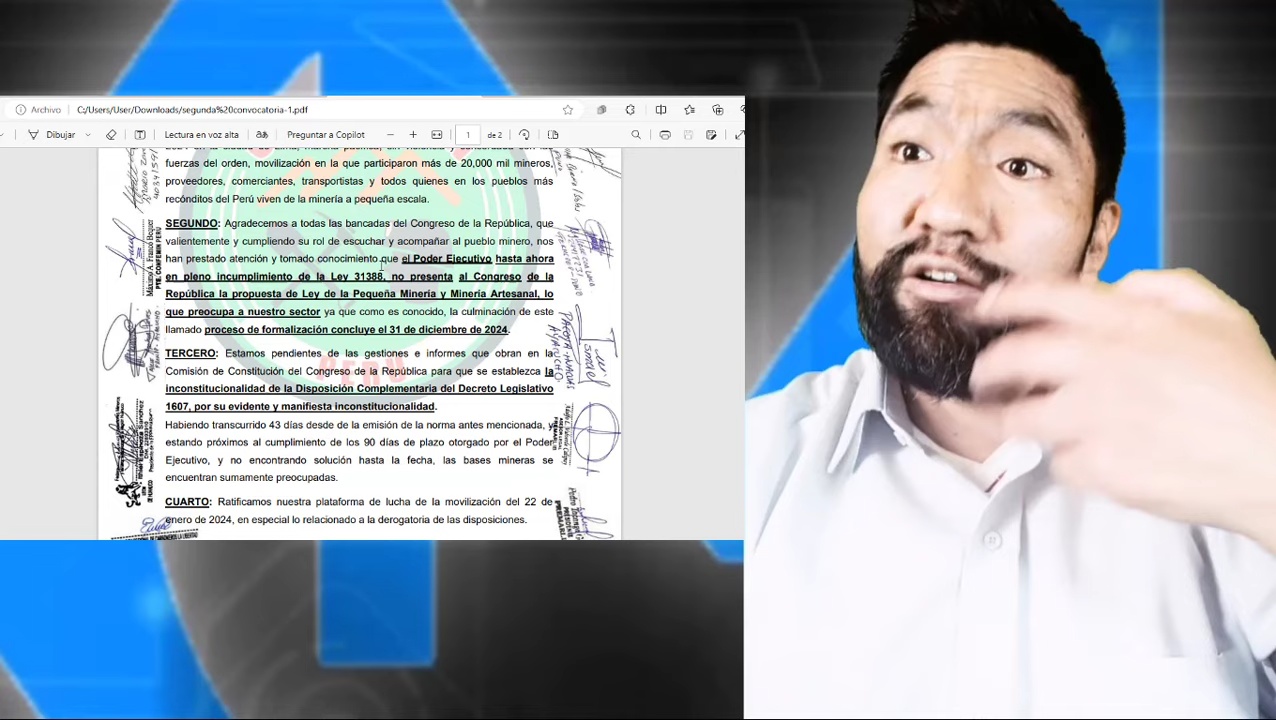 Archivo C:/Users/User/Downloads/segunda%20convocatoria-1.pdf
Dibujar Lectura en voz alta Preguntar a Copilot 1 de 2
fuerzas del orden, movilización en la que participaron más de 20,000 mil mineros,
proveedores, comerciantes, transportistas y todos quienes en los pueblos más
recónditos del Perú viven de la minería a pequeña escala.
SEGUNDO: Agradecemos a todas las bancadas del Congreso de la República, que
valientemente y cumpliendo su rol de escuchar y acompañar al pueblo minero, nos
han prestado atención y tomado conocimiento que el Poder Ejecutivo hasta ahora
en pleno incumplimiento de la Ley 31388, no presenta al Congreso de la
República la propuesta de Ley de la Pequeña Minería y Minería Artesanal, lo
que preocupa a nuestro sector ya que como es conocido, la culminación de este
llamado proceso de formalización concluye el 31 de diciembre de 2024.
TERCERO: Estamos pendientes de las gestiones e informes que obran en la
Comisión de Constitución del Congreso de la República para que se establezca la
inconstitucionalidad de la Disposición Complementaria del Decreto Legislativo
1607, por su evidente y manifiesta inconstitucionalidad.
Habiendo transcurrido 43 días desde de la emisión de la norma antes mencionada, y
estando próximos al cumplimiento de los 90 días de plazo otorgado por el Poder
Ejecutivo, y no encontrando solución hasta la fecha, las bases mineras se
encuentran sumamente preocupadas.
CUARTO: Ratificamos nuestra plataforma de lucha de la movilización del 22 de
enero de 2024, en especial lo relacionado a la derogatoria de las disposiciones.
PERU